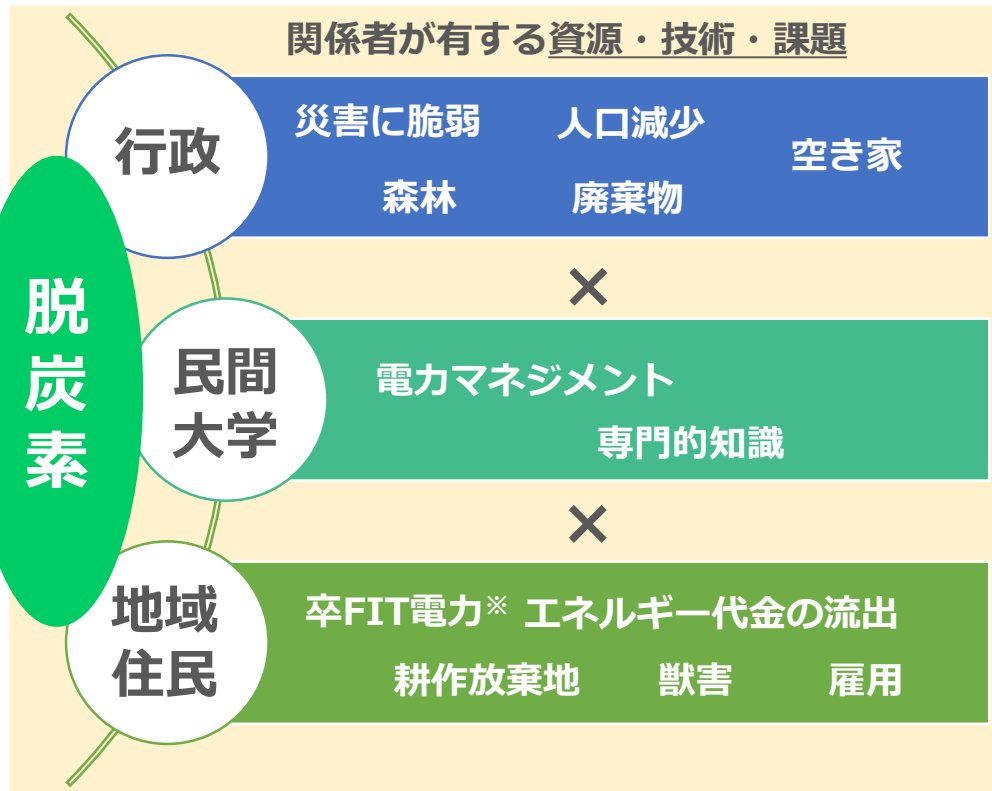 関係者が有する資源・技術・課題
脱炭素
行政
災害に脆弱 人口減少 空き家
森林 廃棄物
×
民間
大学
電力マネジメント
専門的知識
×
地域
住民
卒FIT電力※ エネルギー代金の流出
耕作放棄地 獣害 雇用